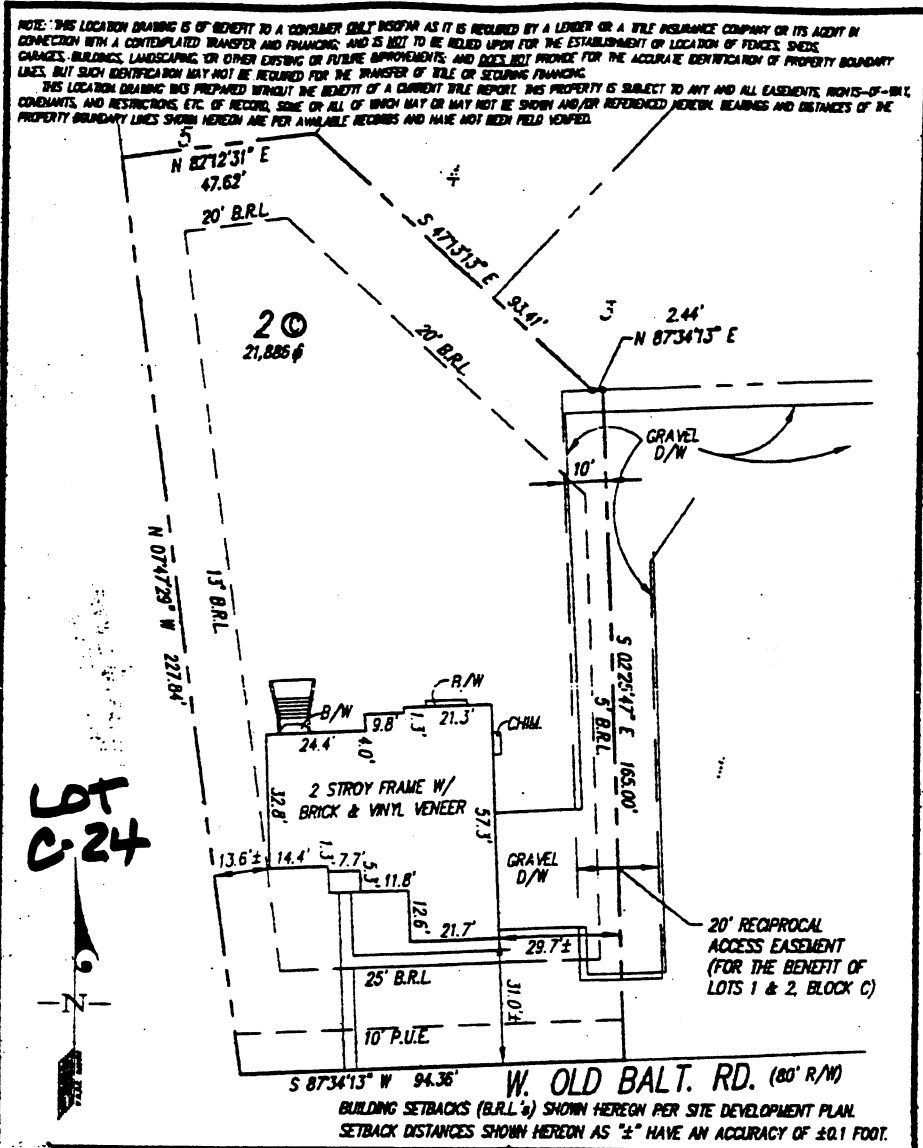 NOTE: THIS LOCATION DRAWING IS OF BENEFIT TO A CONSUMER ONLY INSOFAR AS IT IS REQUIRED BY A LENDER OR A TITLE INSURANCE COMPANY OR ITS AGENT IN
CONNECTION WITH A CONTEMPLATED TRANSFER AND FINANCING; AND IS NOT TO BE RELIED UPON FOR THE ESTABLISHMENT OF LOCATION OF FENCES, SHEDS,
GARAGES, BUILDINGS, LANDSCAPING, OR OTHER EXISTING OR FUTURE IMPROVEMENTS; AND DOES NOT PROVIDE FOR THE ACCURATE IDENTIFICATION OF PROPERTY BOUNDARY
LINES, BUT SUCH IDENTIFICATION MAY NOT BE REQUIRED FOR THE TRANSFER OF TITLE OR SECURING FINANCING.
THIS LOCATION DRAWING WAS PREPARED WITHOUT THE BENEFIT OF A CURRENT TITLE REPORT. THIS PROPERTY IS SUBJECT TO ANY AND ALL EASEMENTS, RIGHTS-OF-WAY,
COVENANTS, AND RESTRICTIONS, ETC. OF RECORD, SOME OR ALL OF WHICH MAY OR MAY NOT BE SHOWN AND/OR REFERENCED HEREON. BEARINGS AND DISTANCES OF THE
PROPERTY BOUNDARY LINES SHOWN HEREON ARE PER AVAILABLE RECORDS AND HAVE NOT BEEN FIELD VERIFIED.
5
N 82°12'31" E
47.62'
4
20' B.R.L.
S 47°13'13" E
93.41'
3
2.44'
N 87°34'13" E
2 ©
21,886
20' B.R.L.
GRAVEL
D/W
10'
N 07°47'29" W 227.84'
13' B.R.L.
S 02°25'47" E 165.00'
5' B.R.L.
B/W
B/W
24.4'
9.8'
4.0'
1.3'
21.3'
CHIM.
2 STROY FRAME W/
BRICK & VINYL VENEER
32.8'
57.3'
LOT
C-24
13.6'±
14.4'
1.3'
7.7'
5.3'
11.8'
12.6'
21.7'
GRAVEL
D/W
29.7'±
20' RECIPROCAL
ACCESS EASEMENT
(FOR THE BENEFIT OF
LOTS 1 & 2, BLOCK C)
25' B.R.L.
31.0'±
10' P.U.E.
N
S 87°34'13" W 94.36'
W. OLD BALT. RD. (80' R/W)
BUILDING SETBACKS (B.R.L.'s) SHOWN HEREON PER SITE DEVELOPMENT PLAN.
SETBACK DISTANCES SHOWN HEREON AS "±" HAVE AN ACCURACY OF ±0.1 FOOT.